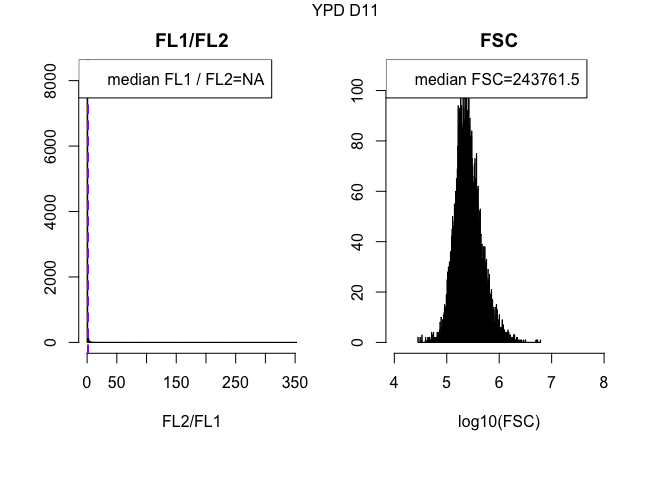 YPD D11
FL1/FL2
median FL1 / FL2=NA
8000
6000
4000
2000
0
0 50 150 250 350
FL2/FL1
FSC
median FSC=243761.5
100
80
60
40
20
0
4 5 6 7 8
log10(FSC)